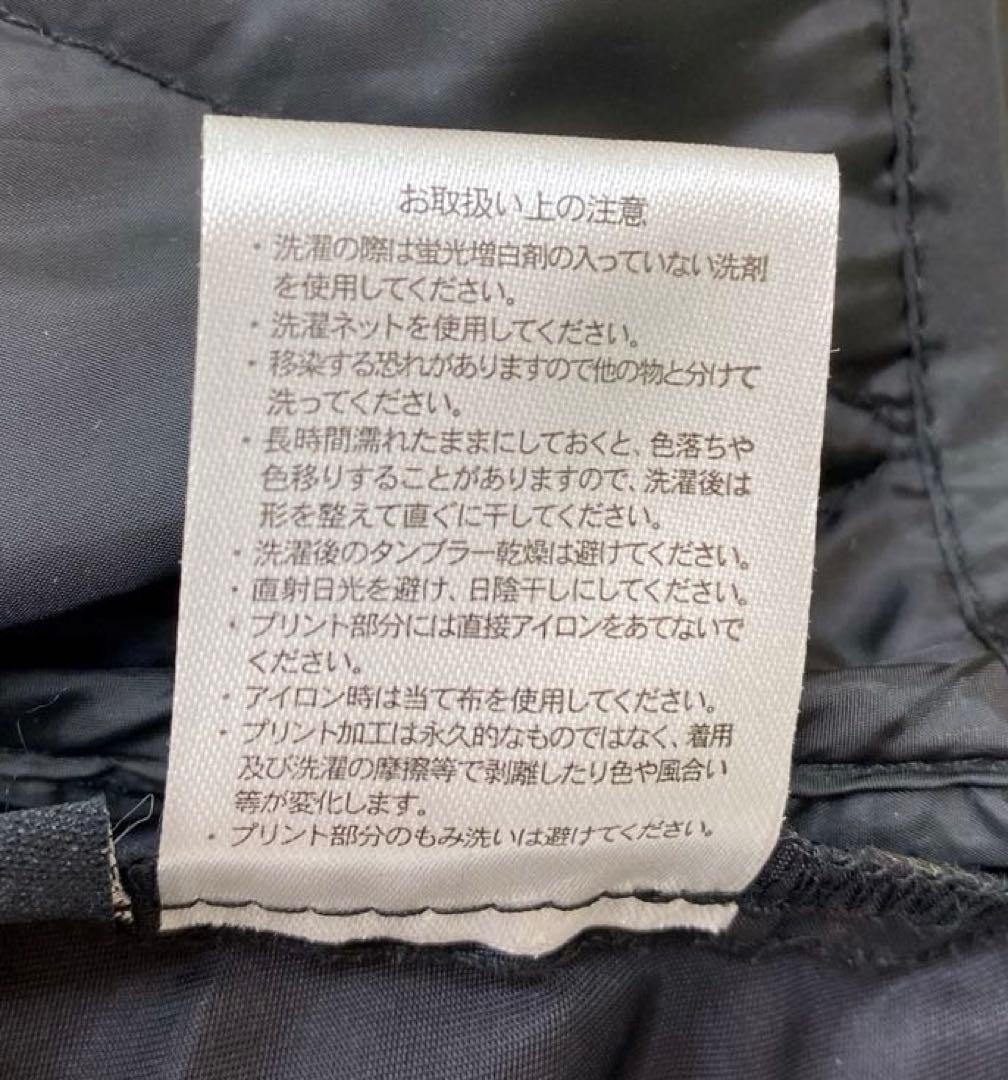 お取扱い上の注意
・洗濯の際は蛍光増白剤の入っていない洗剤
を使用してください。
・洗濯ネットを使用してください。
・移染する恐れがありますので他の物と分けて
洗ってください。
・長時間濡れたままにしておくと、色落ちや
色移りすることがありますので、洗濯後は
形を整えて直ぐに干してください。
・洗濯後のタンブラー乾燥は避けてください。
・直射日光を避け、日陰干しにしてください。
・プリント部分には直接アイロンをあてないで
ください。
・アイロン時は当て布を使用してください。
・プリント加工は永久的なものではなく、着用
及び洗濯の摩擦等で剥離したり色や風合い
等が変化します。
・プリント部分のもみ洗いは避けてください。